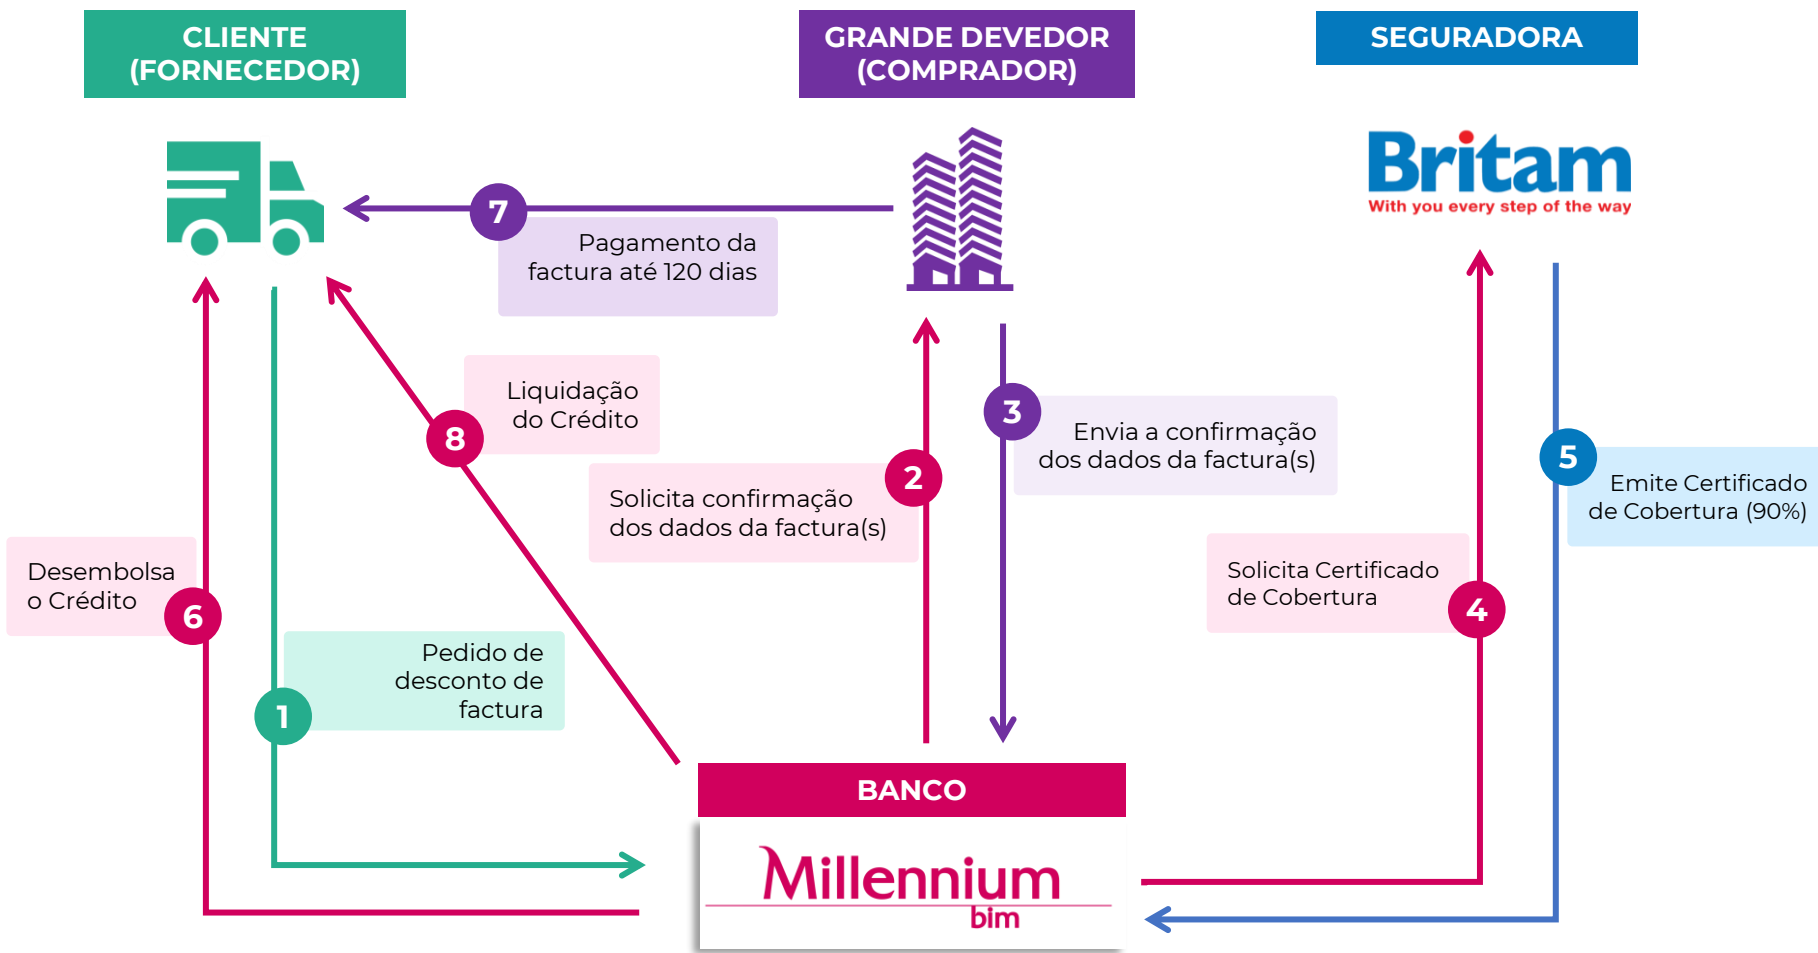 CLIENTE
(FORNECEDOR)
GRANDE DEVEDOR
(COMPRADOR)
SEGURADORA
Britam
With you every step of the way
7
Pagamento da
factura até 120 dias
Liquidação
do Crédito
8
3
Envia a confirmação
dos dados da factura(s)
2
Solicita confirmação
dos dados da factura(s)
5
Emite Certificado
de Cobertura (90%)
Desembolsa
o Crédito
6
Solicita Certificado
de Cobertura
4
Pedido de
desconto de
factura
1
BANCO
Millennium
bim